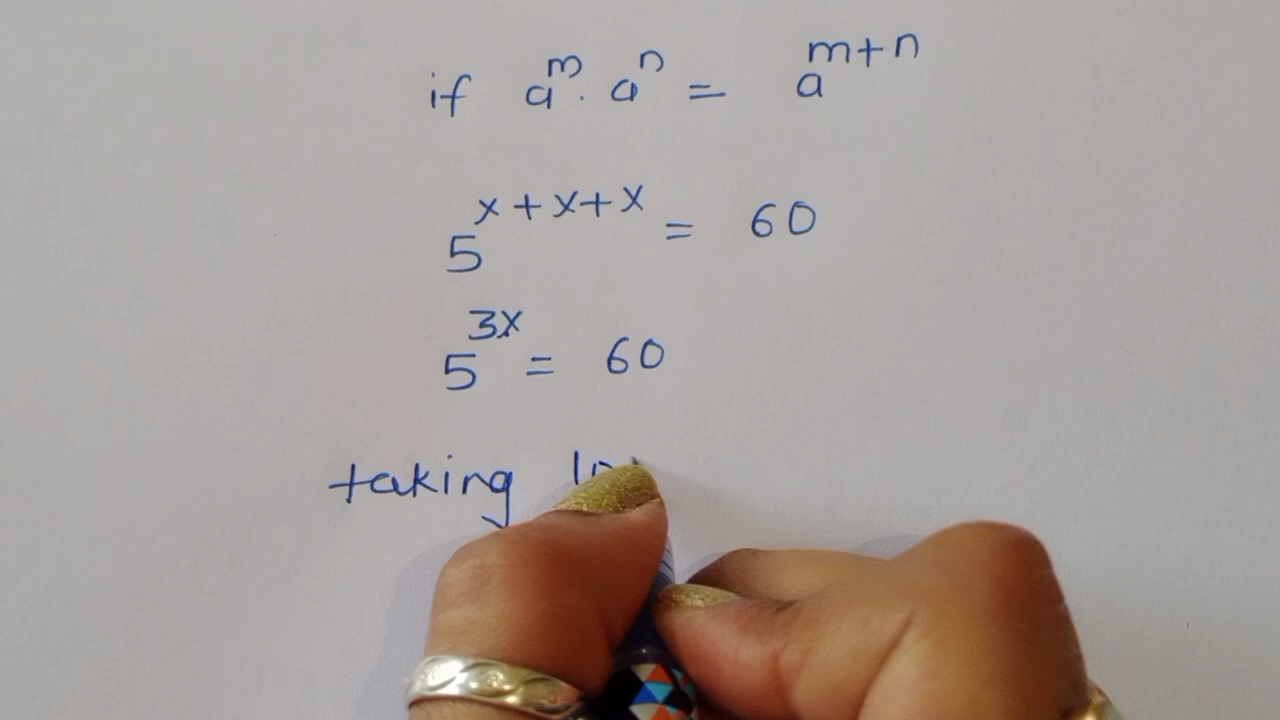 if a^m . a^n = a^(m+n)
5^(x+x+x) = 60
5^(3x) = 60
taking